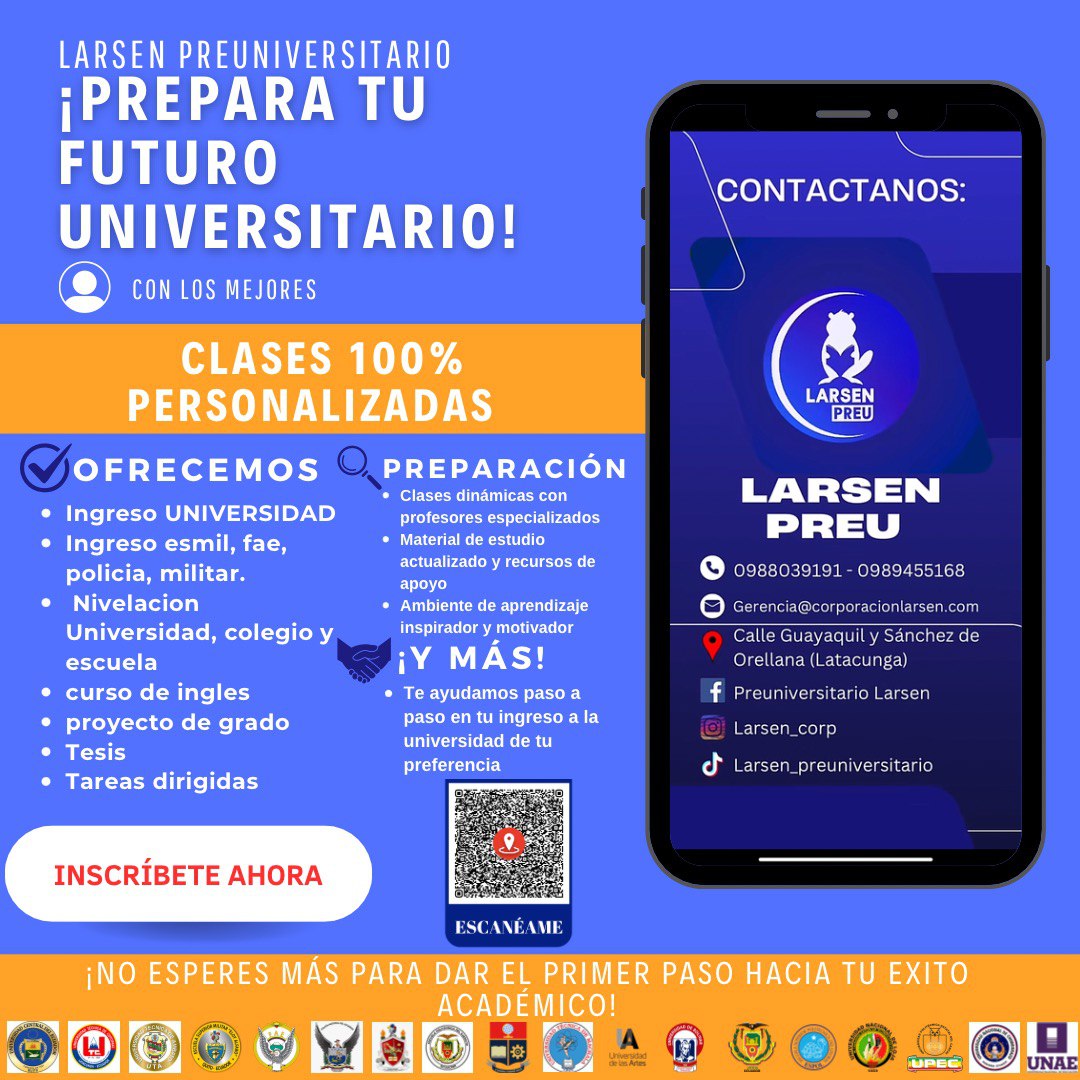 LARSEN PREUNIVERSITARIO
¡PREPARA TU
FUTURO
UNIVERSITARIO!
CON LOS MEJORES
CLASES 100%
PERSONALIZADAS
OFRECEMOS
Ingreso UNIVERSIDAD
Ingreso esmil, fae,
policia, militar.
Nivelacion
Universidad, colegio y
escuela
curso de ingles
proyecto de grado
Tesis
Tareas dirigidas
PREPARACIÓN
Clases dinámicas con
profesores especializados
Material de estudio
actualizado y recursos de
apoyo
Ambiente de aprendizaje
inspirador y motivador
¡Y MÁS!
Te ayudamos paso a
paso en tu ingreso a la
universidad de tu
preferencia
INSCRÍBETE AHORA
ESCANÉAME
CONTACTANOS:
LARSEN
PREU
LARSEN
PREU
0988039191 - 0989455168
Gerencia@corporacionlarsen.com
Calle Guayaquil y Sánchez de
Orellana (Latacunga)
Preuniversitario Larsen
Larsen_corp
Larsen_preuniversitario
¡NO ESPERES MÁS PARA DAR EL PRIMER PASO HACIA TU EXITO
ACADÉMICO!
UTA
Universidad
de las Artes
UPEC
UNAE